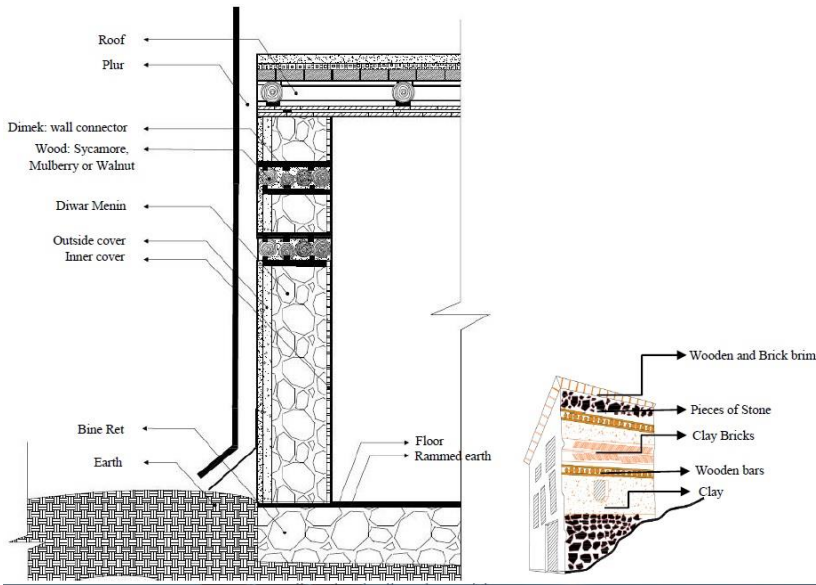 Roof
Plur
Dimek: wall connector
Wood: Sycamore,
Mulberry or Walnut
Diwar Menin
Outside cover
Inner cover
Bine Ret
Earth
Floor
Rammed earth
Wooden and Brick brim
Pieces of Stone
Clay Bricks
Wooden bars
Clay